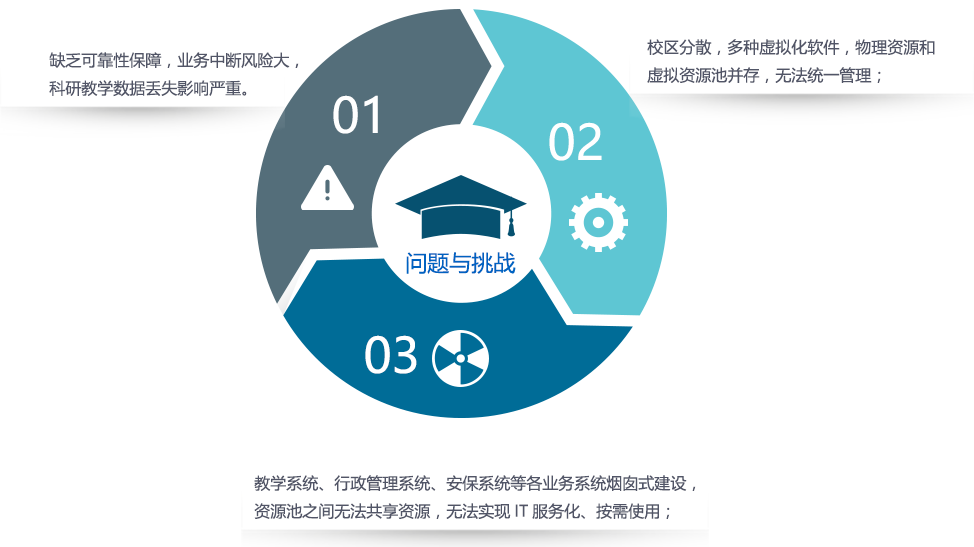 缺乏可靠性保障，业务中断风险大，
科研教学数据丢失影响严重。
01
校区分散，多种虚拟化软件，物理资源和
虚拟资源池并存，无法统一管理；
02
问题与挑战
03
教学系统、行政管理系统、安保系统等各业务系统烟囱式建设，
资源池之间无法共享资源，无法实现 IT 服务化、按需使用；